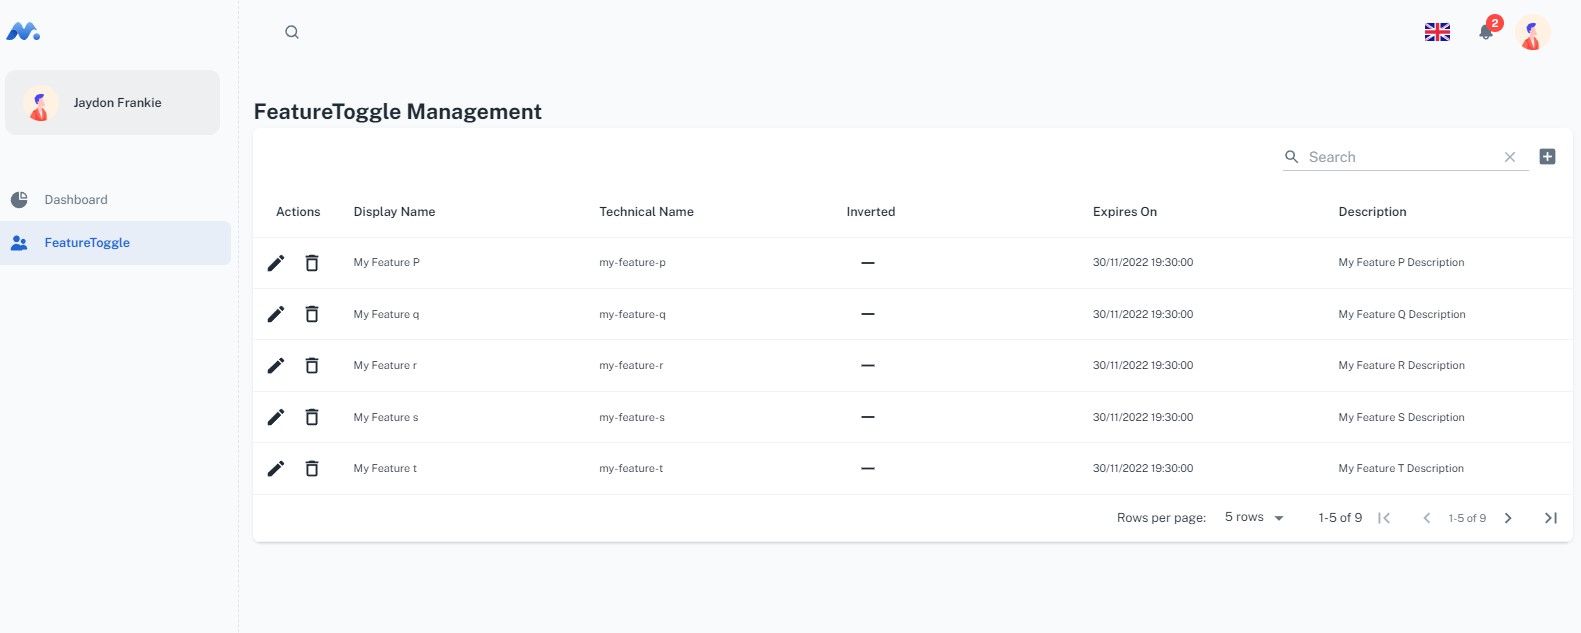 2
Jaydon Frankie
Dashboard
FeatureToggle
FeatureToggle Management
Search
Actions Display Name Technical Name Inverted Expires On Description
My Feature P my-feature-p 30/11/2022 19:30:00 My Feature P Description
My Feature q my-feature-q 30/11/2022 19:30:00 My Feature Q Description
My Feature r my-feature-r 30/11/2022 19:30:00 My Feature R Description
My Feature s my-feature-s 30/11/2022 19:30:00 My Feature S Description
My Feature t my-feature-t 30/11/2022 19:30:00 My Feature T Description
Rows per page: 5 rows 1-5 of 9 1-5 of 9